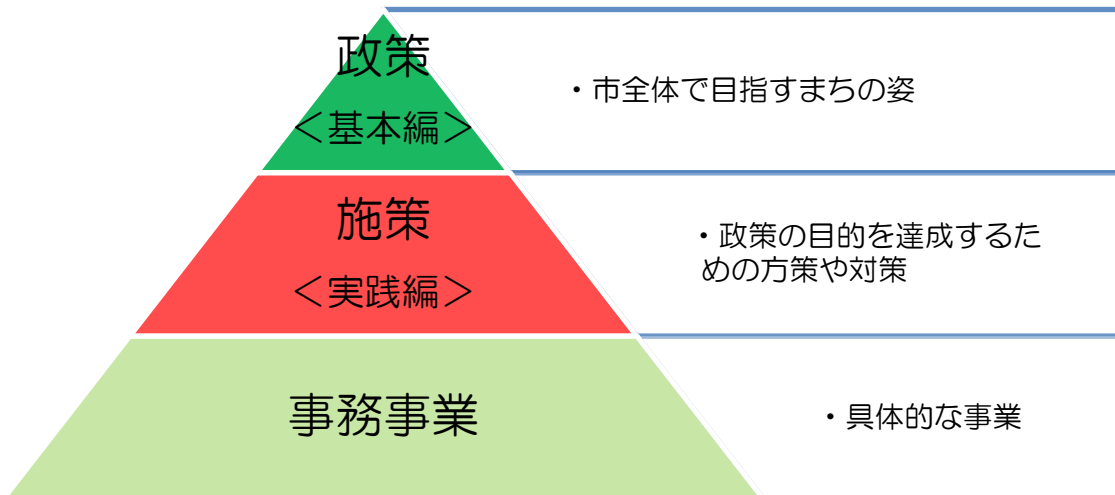 政策
＜基本編＞
・市全体で目指すまちの姿
施策
＜実践編＞
・政策の目的を達成するた
めの方策や対策
事務事業
・具体的な事業